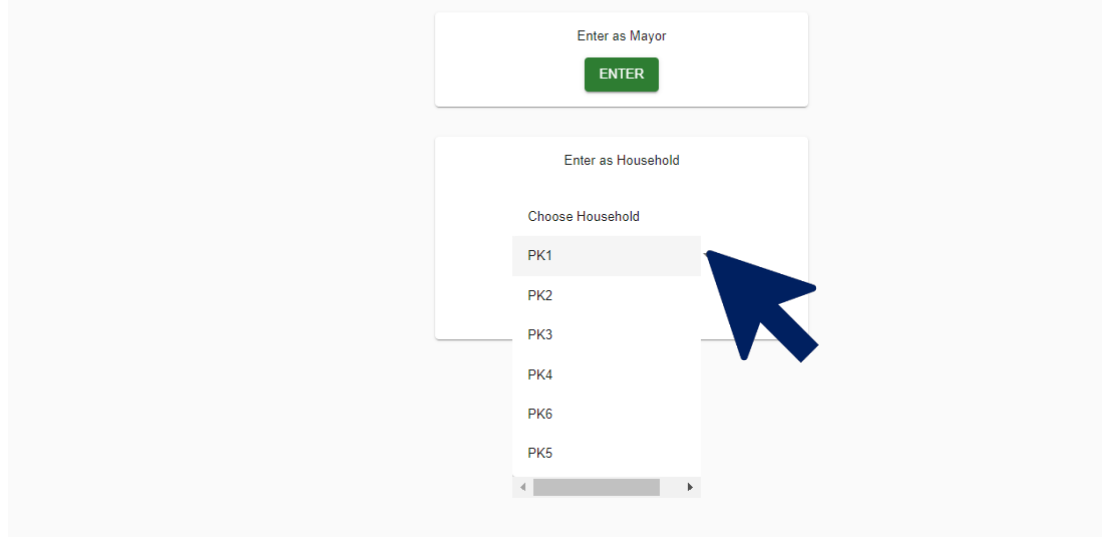 Enter as Mayor
ENTER
Enter as Household
Choose Household
PK1
PK2
PK3
PK4
PK6
PK5